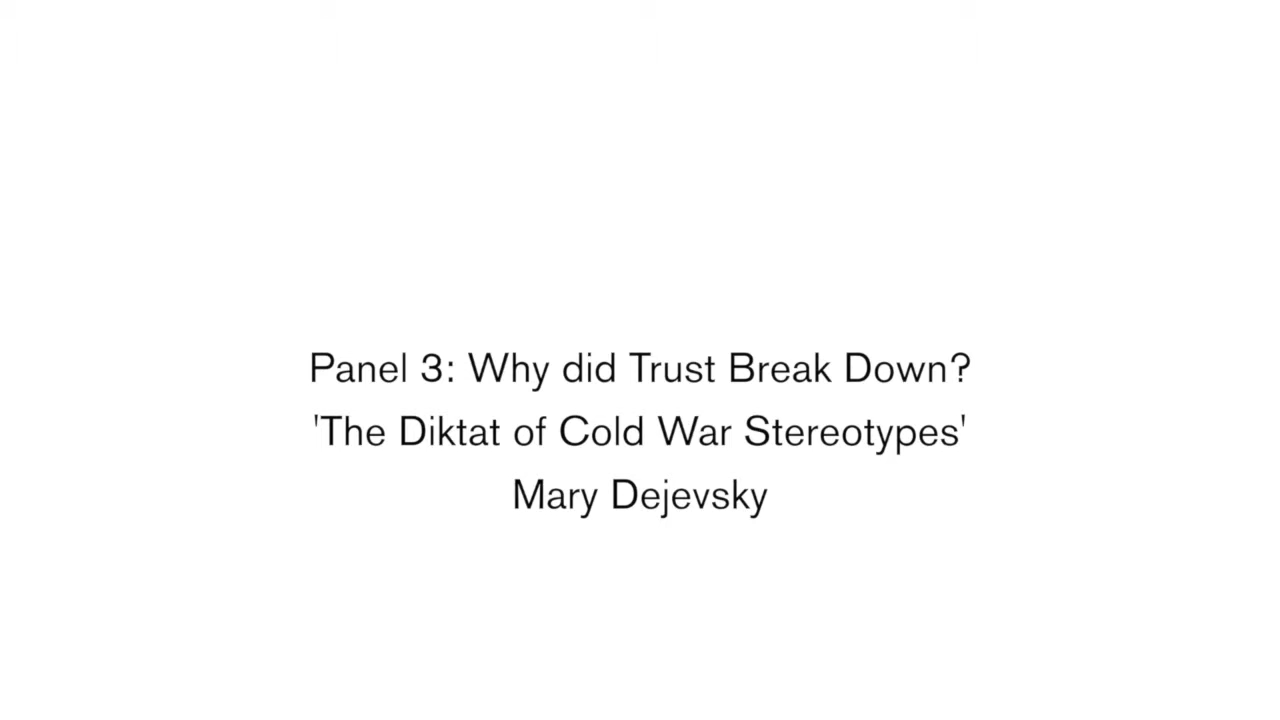 Panel 3: Why did Trust Break Down?
'The Diktat of Cold War Stereotypes'
Mary Dejevsky